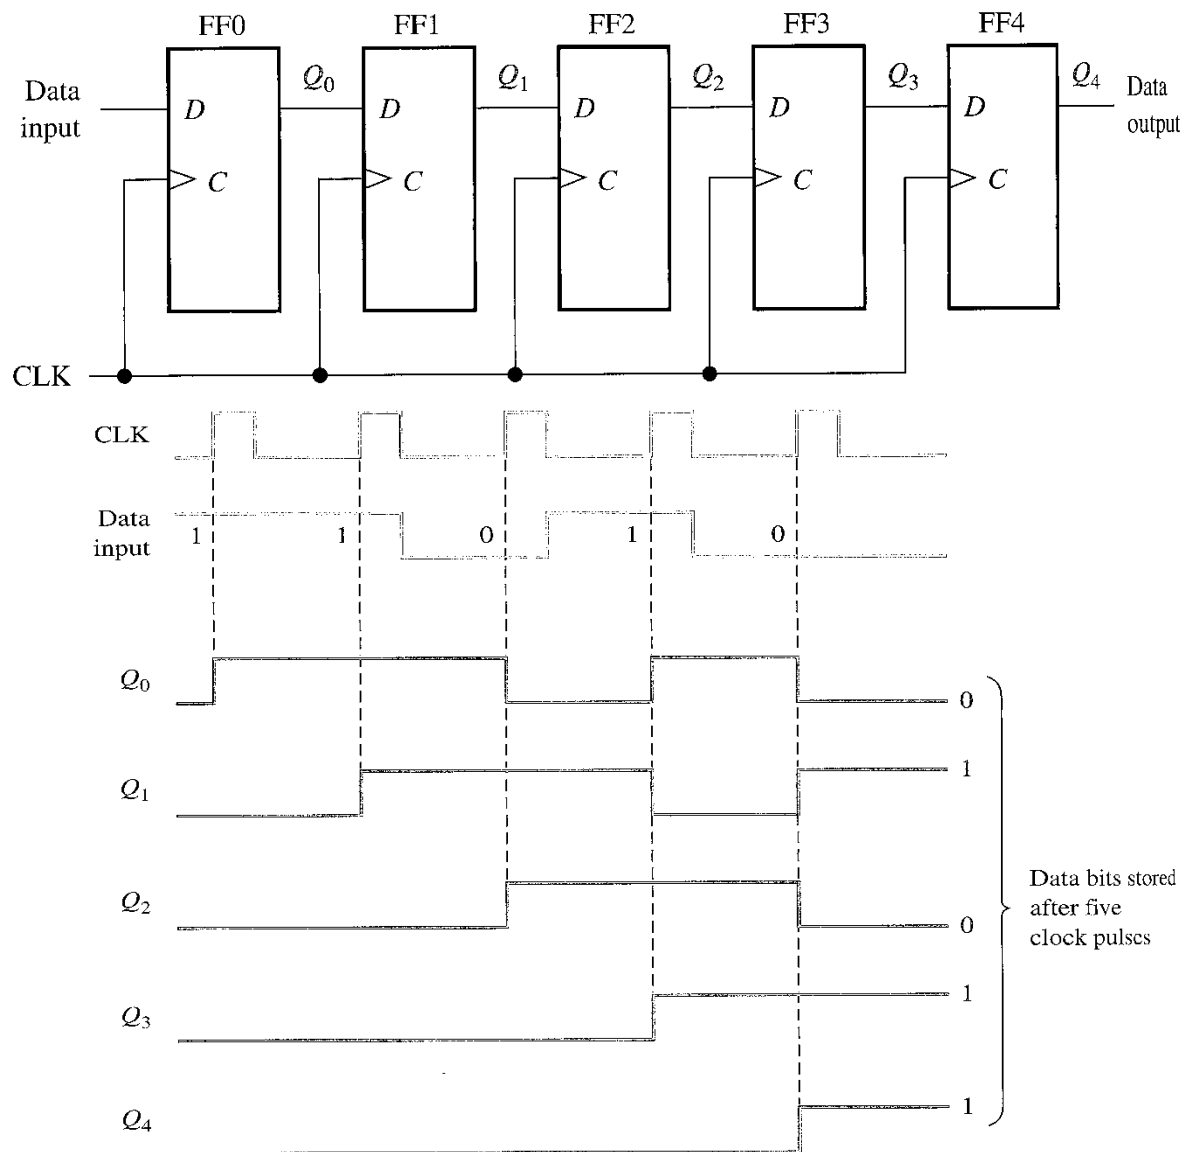 FF0 FF1 FF2 FF3 FF4
Data input
D
C
Q0
D
C
Q1
D
C
Q2
D
C
Q3
D
C
Q4
Data
output
CLK
CLK
Data
input
1 1 0 1 0
Q0 0
Q1 1
Q2 0
Q3 1
Q4 1
Data bits stored
after five
clock pulses